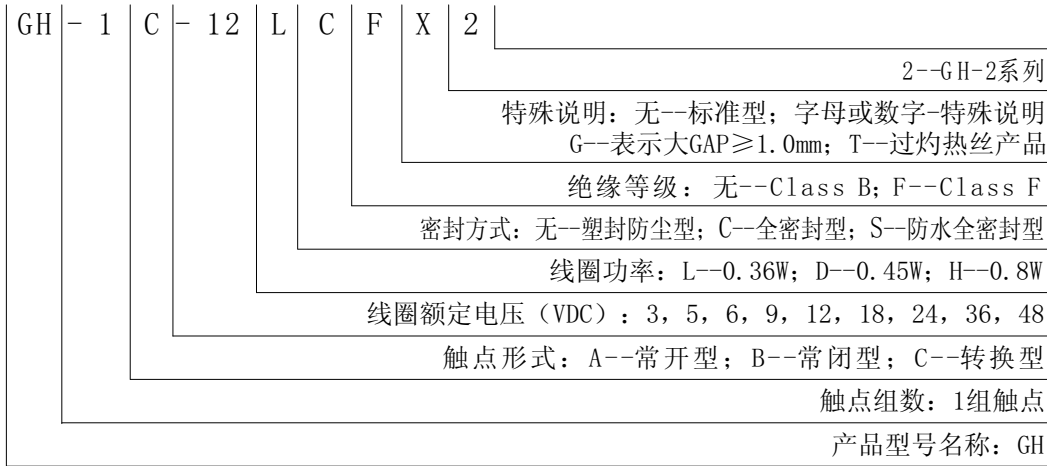 GH - 1 C - 12 L C F X 2
2--GH-2系列
特殊说明：无--标准型；字母或数字-特殊说明
G--表示大GAP≥1.0mm；T--过灼热丝产品
绝缘等级：无--Class B；F--Class F
密封方式：无--塑封防尘型；C--全密封型；S--防水全密封型
线圈功率：L--0.36W；D--0.45W；H--0.8W
线圈额定电压（VDC）：3，5，6，9，12，18，24，36，48
触点形式：A--常开型；B--常闭型；C--转换型
触点组数：1组触点
产品型号名称：GH